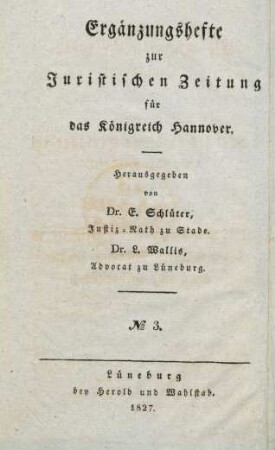 Ergänzungshefte
zur
Juristischen Zeitung
für
das Königreich Hannover.
Herausgegeben
von
Dr. E. Schlüter,
Justiz-Rath zu Stade.
Dr. L. Wallis,
Advocat zu Lüneburg.
№ 3.
Lüneburg
bey Herold und Wahlstab.
1827.